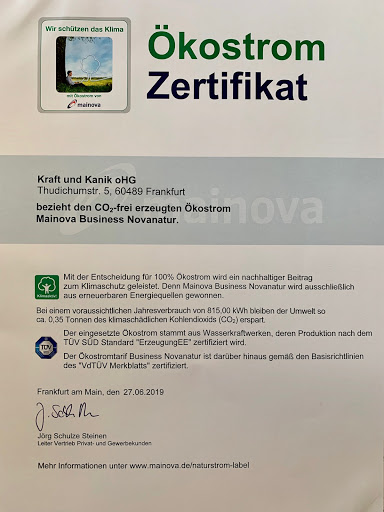 Wir schützen das Klima
mit Ökostrom von
mainova
Ökostrom
Zertifikat
Kraft und Kanik oHG
Thudichumstr. 5, 60489 Frankfurt
bezieht den CO₂-frei erzeugten Ökostrom
Mainova Business Novanatur.
mainova
Mit der Entscheidung für 100% Ökostrom wird ein nachhaltiger Beitrag
zum Klimaschutz geleistet. Denn Mainova Business Novanatur wird ausschließlich
aus erneuerbaren Energiequellen gewonnen.
Bei einem voraussichtlichen Jahresverbrauch von 815,00 kWh bleiben der Umwelt so
ca. 0,35 Tonnen des klimaschädlichen Kohlendioxids (CO₂) erspart.
TÜV
Der eingesetzte Ökostrom stammt aus Wasserkraftwerken, deren Produktion nach dem
TÜV SÜD Standard "ErzeugungEE" zertifiziert wird.
Der Ökostromtarif Business Novanatur ist darüber hinaus gemäß den Basisrichtlinien
des "VdTÜV Merkblatts" zertifiziert.
Frankfurt am Main, den 27.06.2019
Jörg Schulze Steinen
Leiter Vertrieb Privat- und Gewerbekunden
Mehr Informationen unter www.mainova.de/naturstrom-label